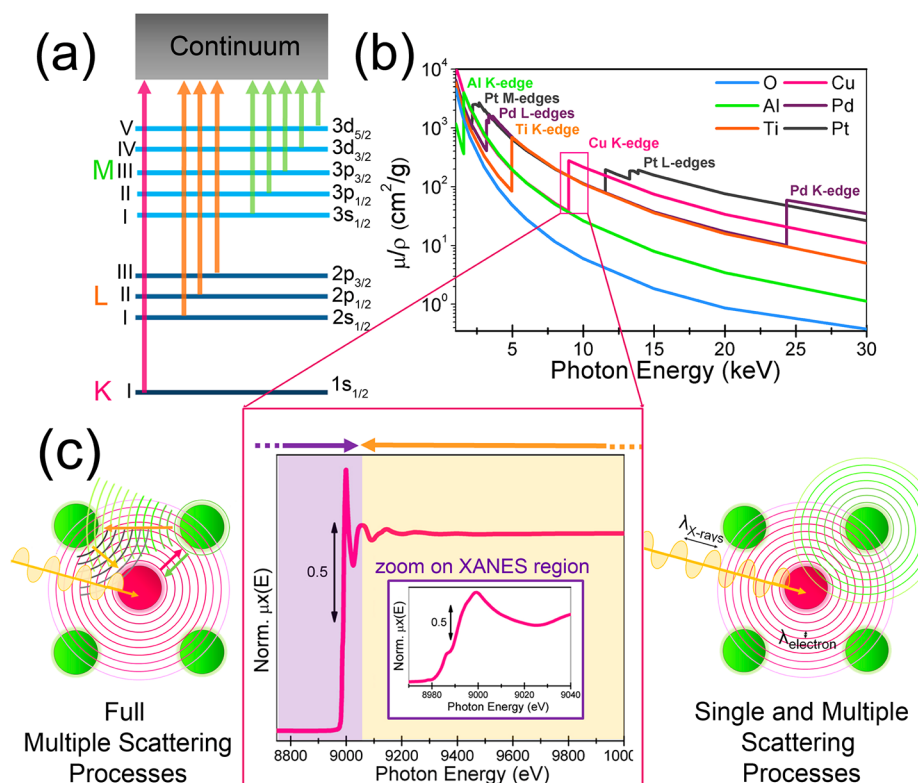 (a)
Continuum
V 3d5/2
IV 3d3/2
M III 3p3/2
II 3p1/2
I 3s1/2
III 2p3/2
L II 2p1/2
I 2s1/2
K I 1s1/2
(b)
10^4
10^3
10^2
10^1
10^0
μ/ρ (cm²/g)
Al K-edge
Pt M-edges
Pd L-edges
Ti K-edge
Cu K-edge
Pt L-edges
Pd K-edge
O Cu
Al Pd
Ti Pt
5 10 15 20 25 30
Photon Energy (keV)
(c)
Full
Multiple Scattering
Processes
Norm. μx(E)
0.5
zoom on XANES region
Norm. μx(E)
0.5
8980 9000 9020 9040
Photon Energy (eV)
8800 9000 9200 9400 9600 9800 1000
Photon Energy (eV)
λX-rays
λelectron
Single and Multiple
Scattering
Processes